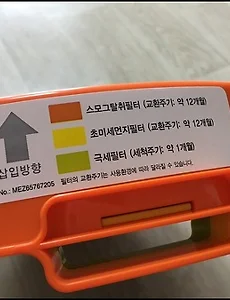 스모그탈취필터 (교환주기: 약 12개월)
초미세먼지필터 (교환주기: 약 12개월)
극세필터 (세척주기: 약 1개월)
삽입방향
No.: MEZ65767205
필터의 교환주기는 사용환경에 따라 달라질 수 있습니다.